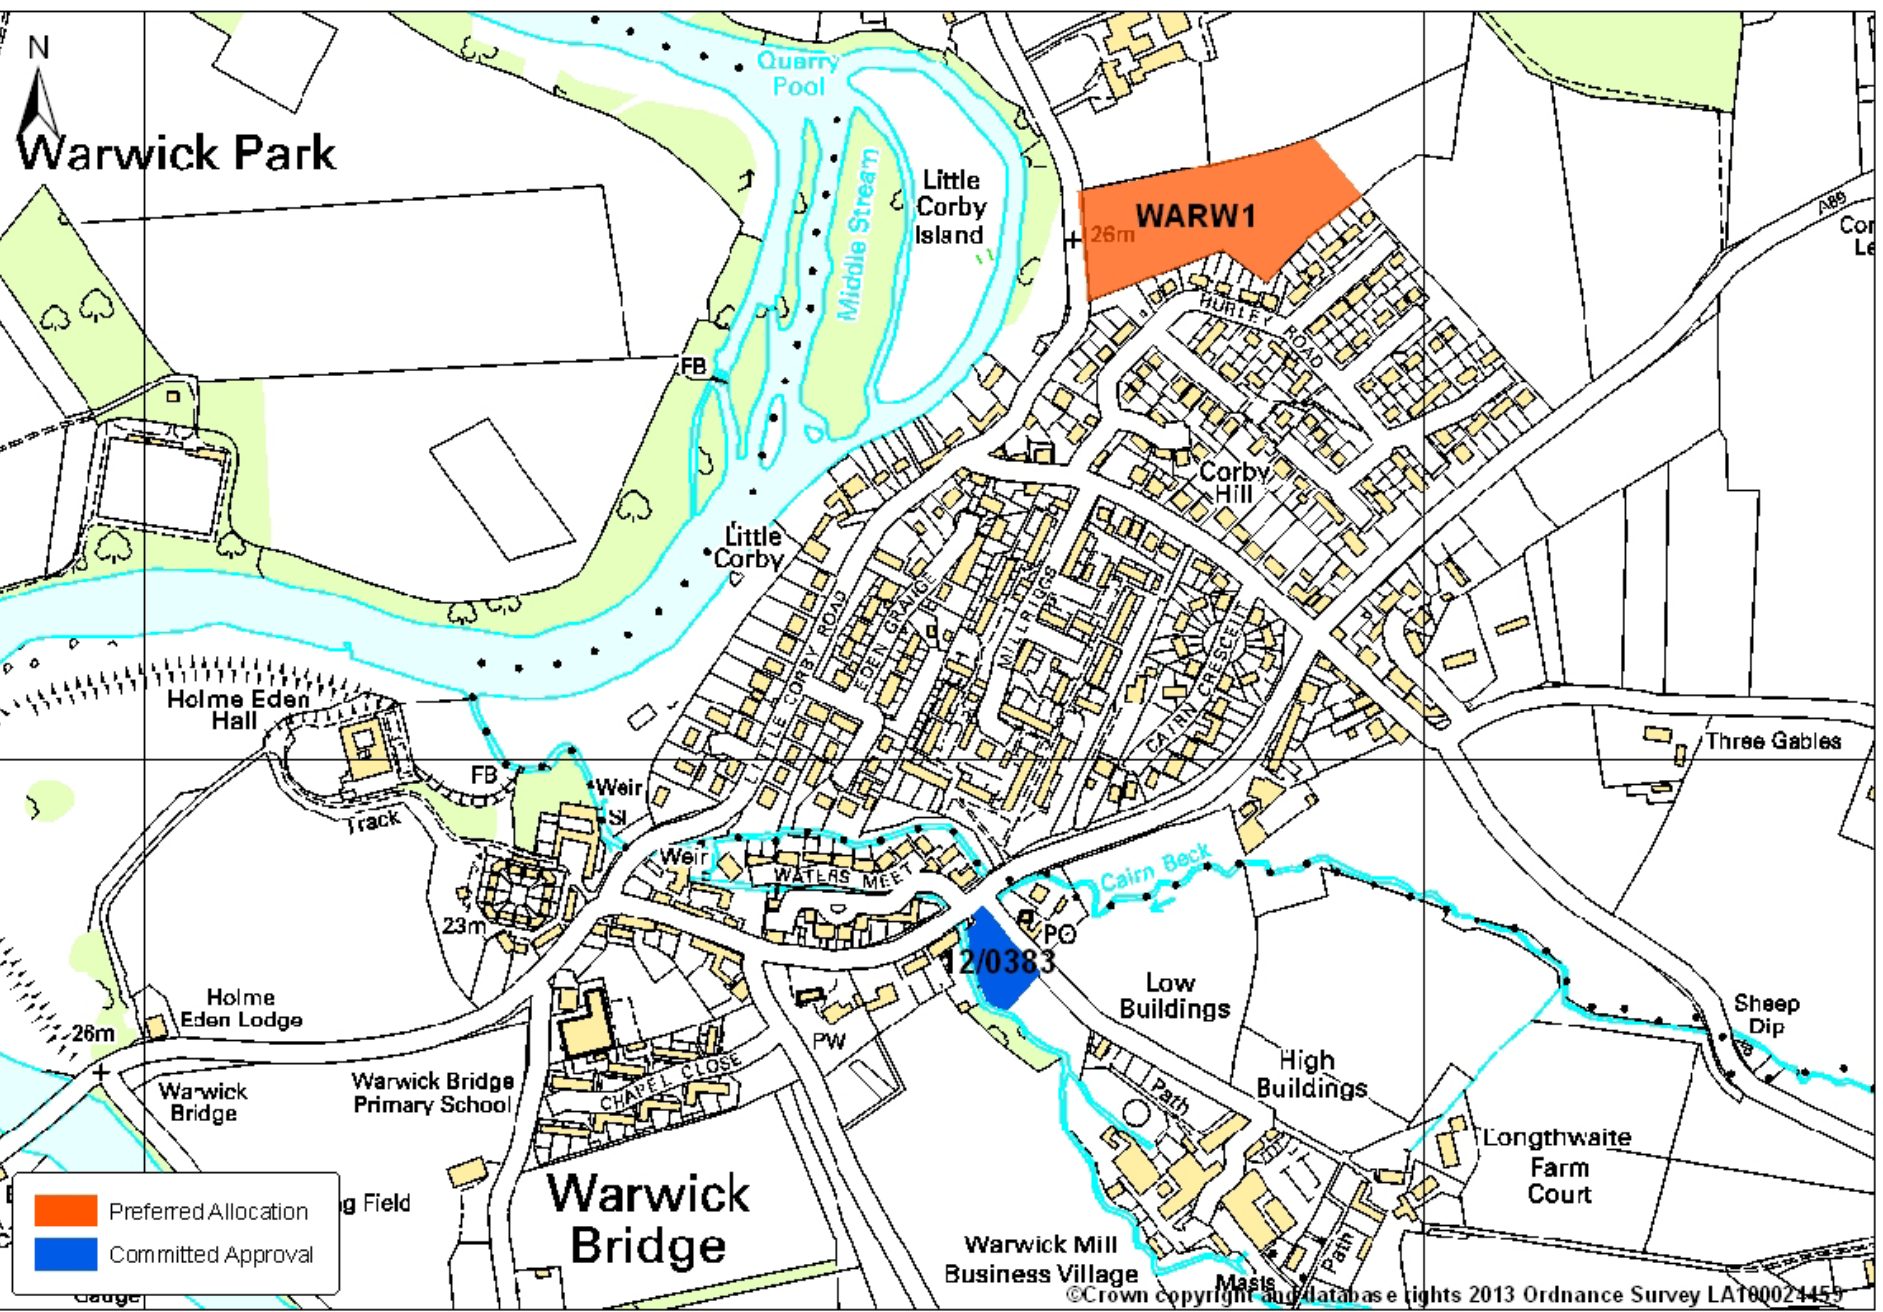 N
Warwick Park
Quarry
Pool
Middle Stream
Little
Corby
Island
WARW1
26m
A69
HURLEY ROAD
FB
Corby
Hill
Little
Corby
LITTLE CORBY ROAD
EDEN GRANGE
MILLRIGGS
CAIRN CRESCENT
Holme Eden
Hall
FB
Weir
Sl
Track
Three Gables
Weir
WATERS MEET
Cairn Beck
23m
PO
12/0383
Low
Buildings
Holme
Eden Lodge
26m
PW
Sheep
Dip
High
Buildings
Warwick
Bridge
Warwick Bridge
Primary School
CHAPEL CLOSE
Path
Longthwaite
Farm
Court
Warwick
Bridge
Field
Preferred Allocation
Committed Approval
Warwick Mill
Business Village
Path
Masts
©Crown copyright and database rights 2013 Ordnance Survey LA100024459